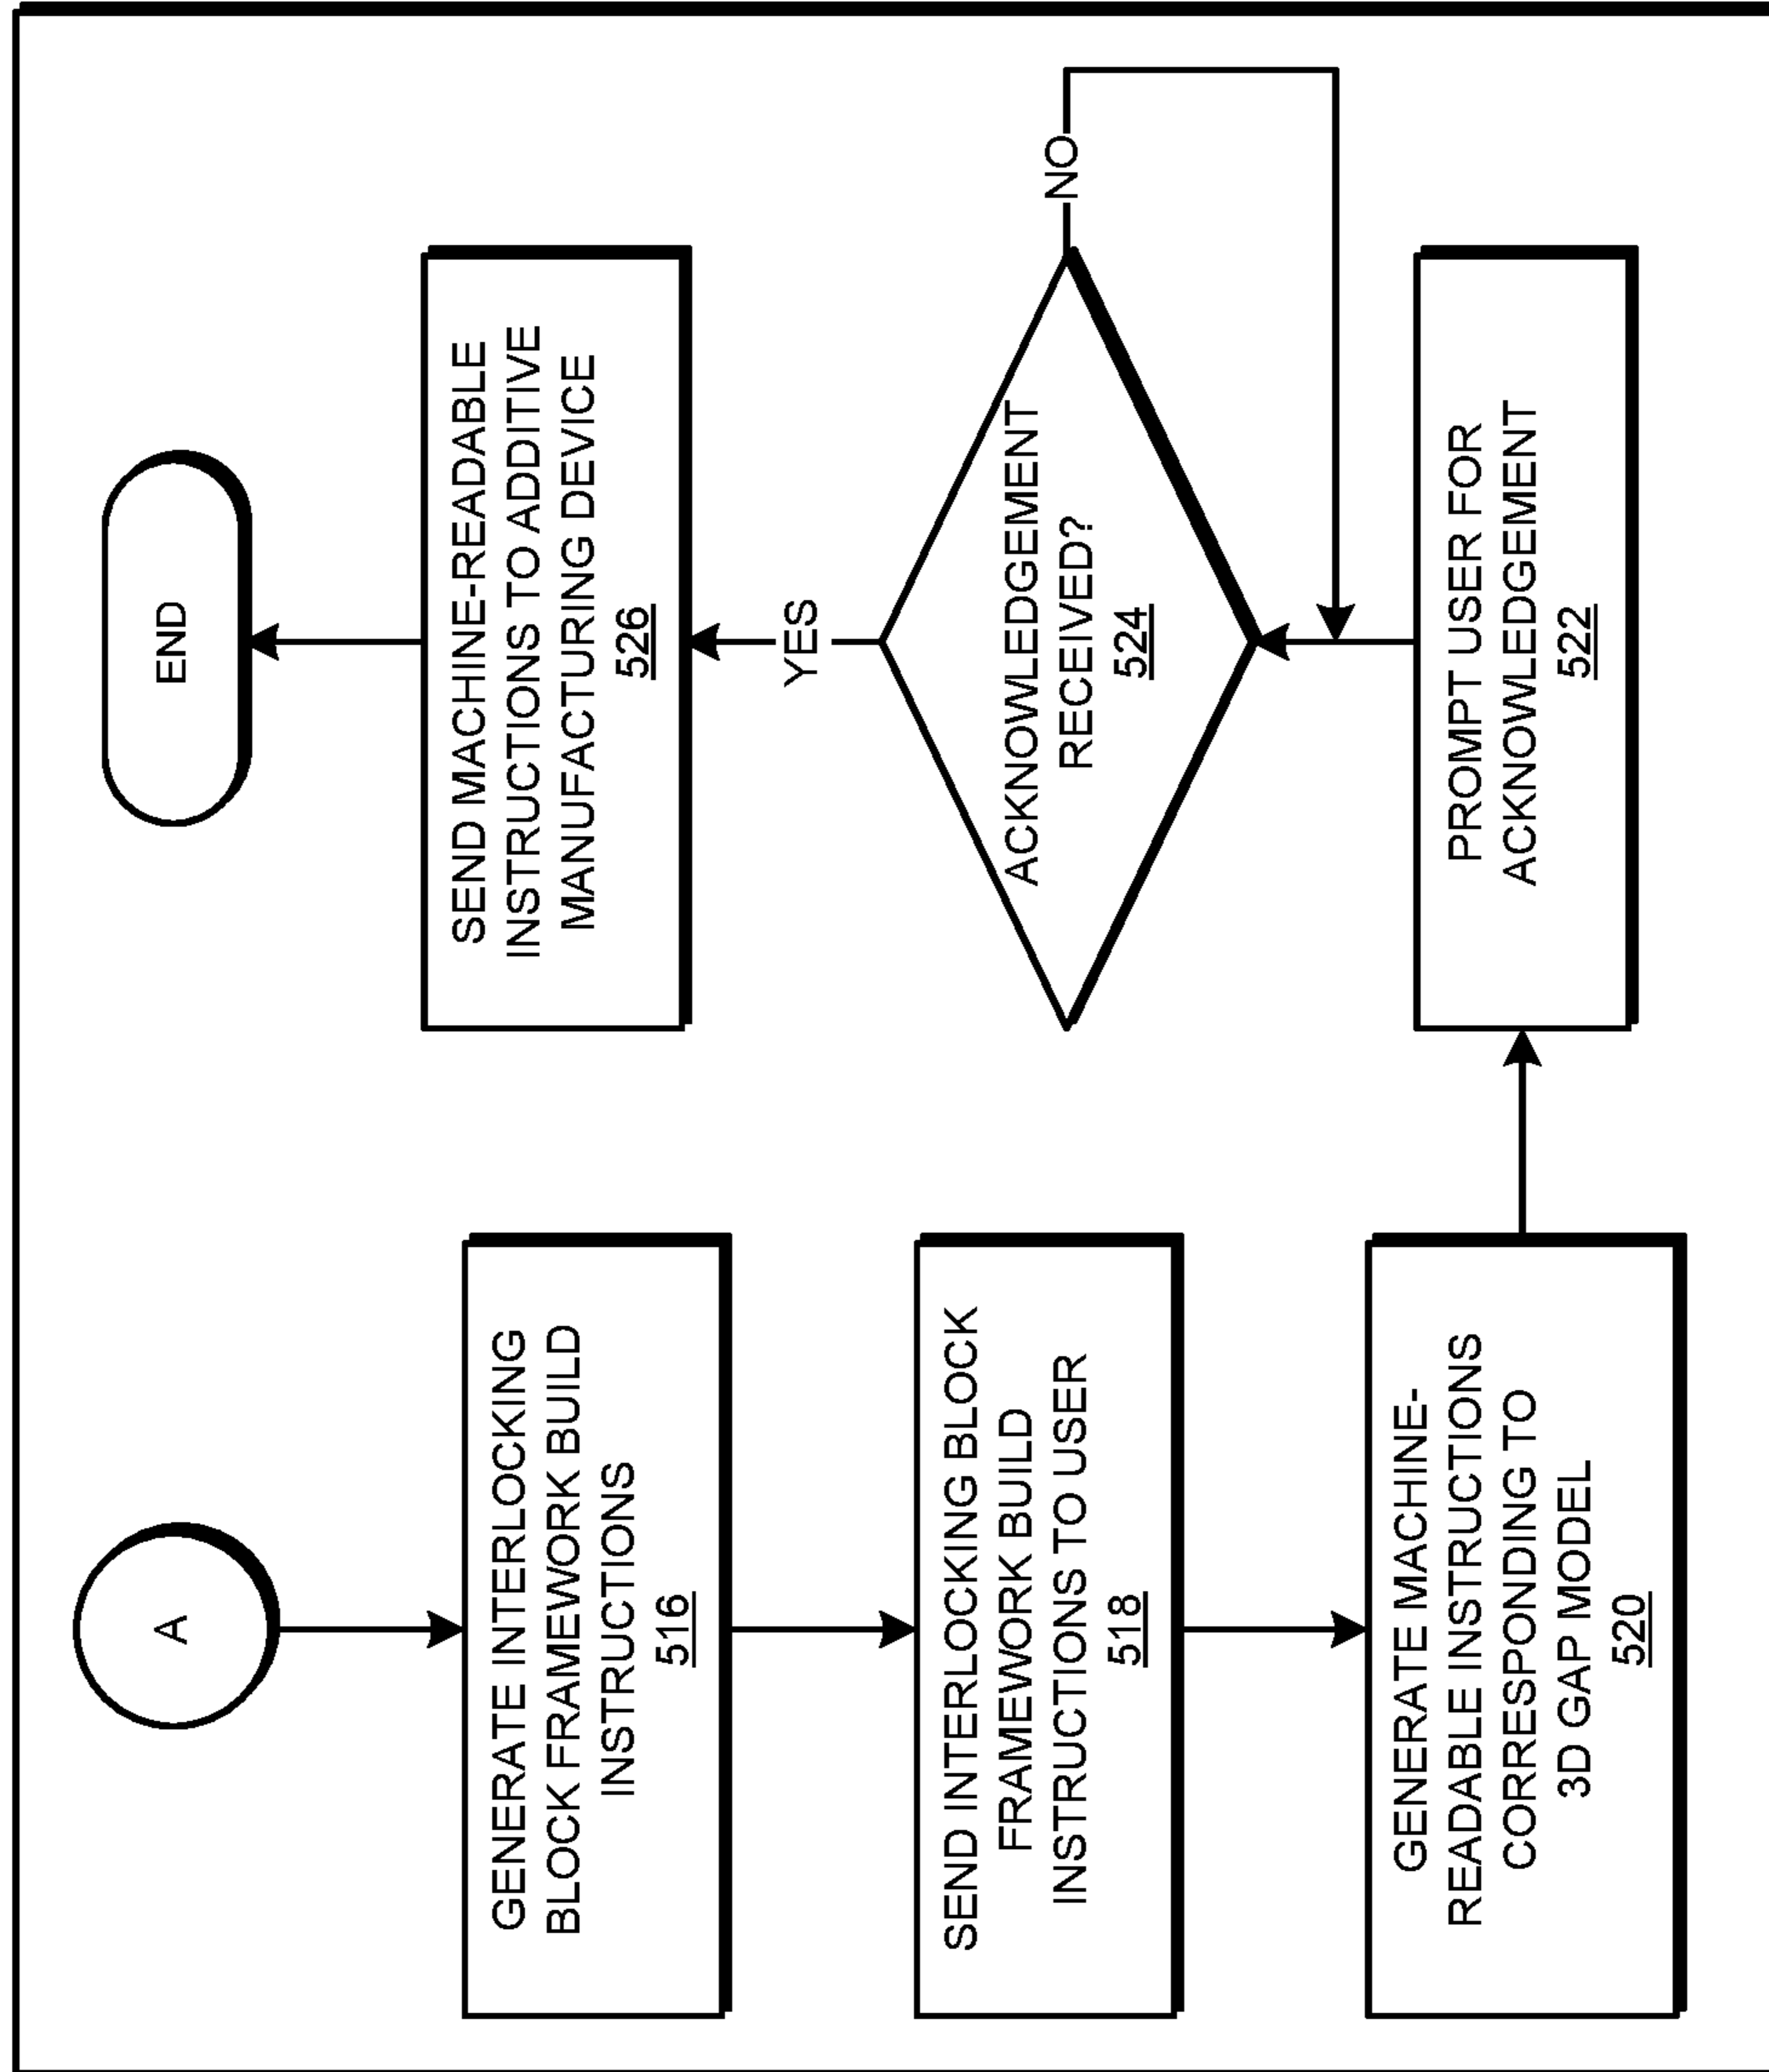 A
GENERATE INTERLOCKING
BLOCK FRAMEWORK BUILD
INSTRUCTIONS
516
SEND INTERLOCKING BLOCK
FRAMEWORK BUILD
INSTRUCTIONS TO USER
518
GENERATE MACHINE-
READABLE INSTRUCTIONS
CORRESPONDING TO
3D GAP MODEL
520
PROMPT USER FOR
ACKNOWLEDGEMENT
522
ACKNOWLEDGEMENT
RECEIVED?
524
NO
YES
SEND MACHINE-READABLE
INSTRUCTIONS TO ADDITIVE
MANUFACTURING DEVICE
526
END